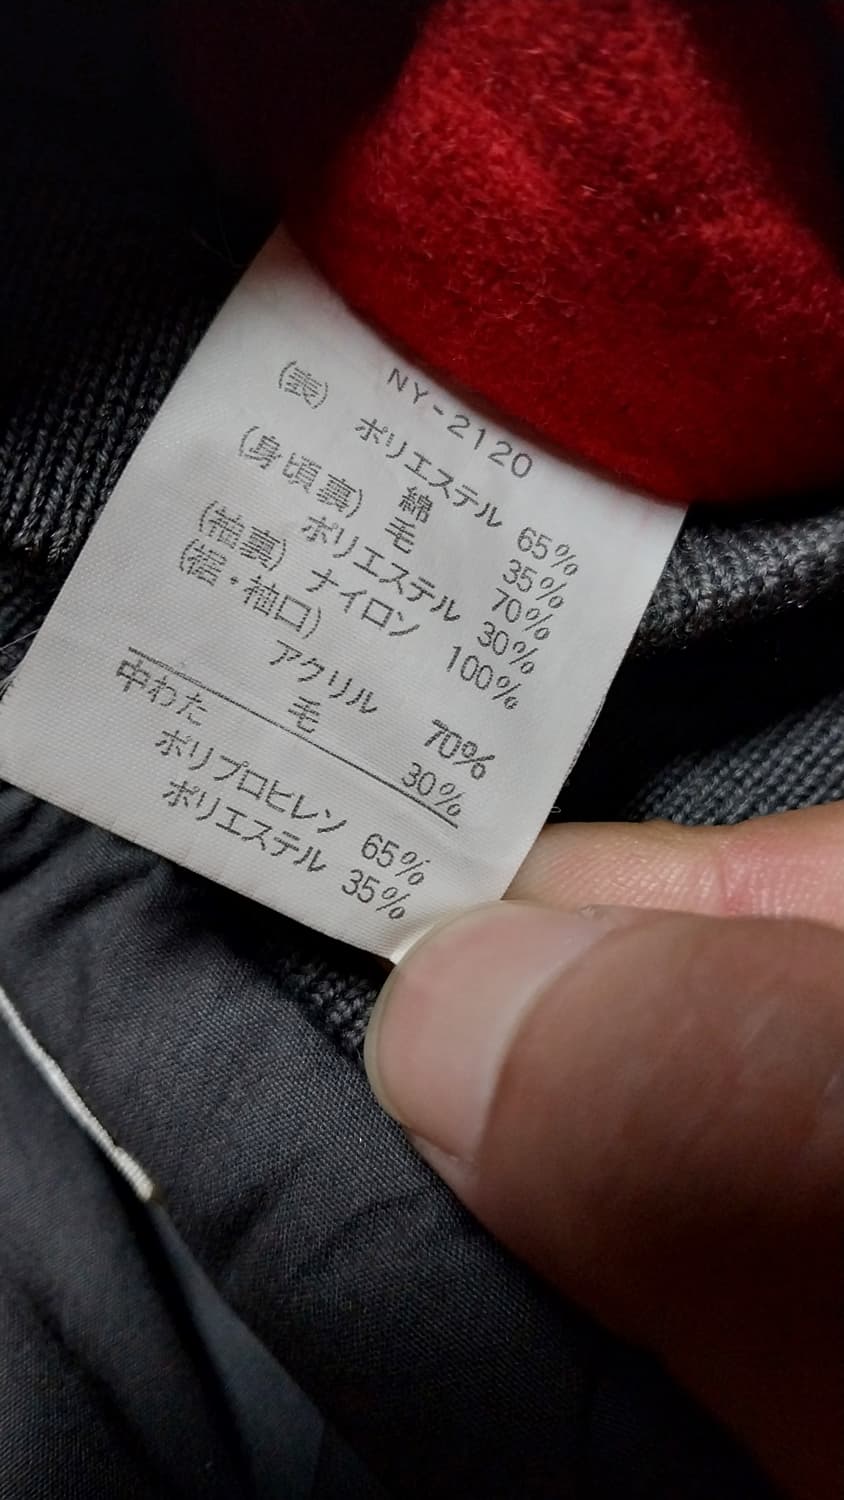 NY-2120
(表) ポリエステル 65%
綿 35%
(身頃裏) 毛 70%
ポリエステル 30%
(袖裏) ナイロン 100%
(裾・袖口)
アクリル 70%
毛 30%
中わた
ポリプロピレン 65%
ポリエステル 35%